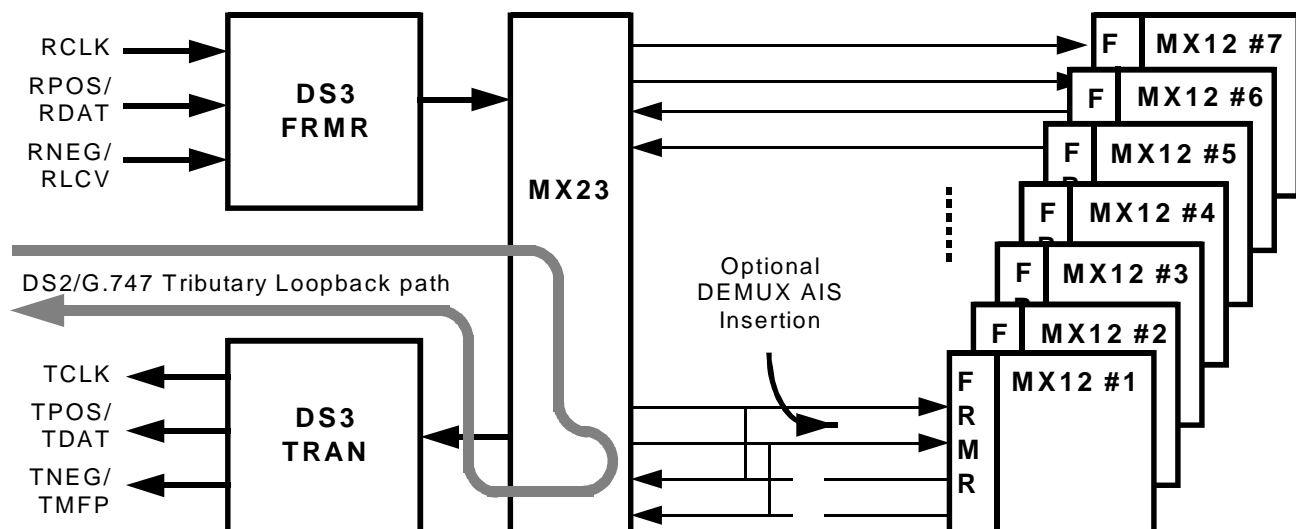 RCLK
RPOS/
RDAT
RNEG/
RLCV
DS3
FRMR
MX23
F
MX12 #7
F
MX12 #6
F
MX12 #5
F
MX12 #4
F
MX12 #3
F
MX12 #2
F
R
M
R
MX12 #1
DS2/G.747 Tributary Loopback path
Optional
DEMUX AIS
Insertion
TCLK
TPOS/
TDAT
TNEG/
TMFP
DS3
TRAN